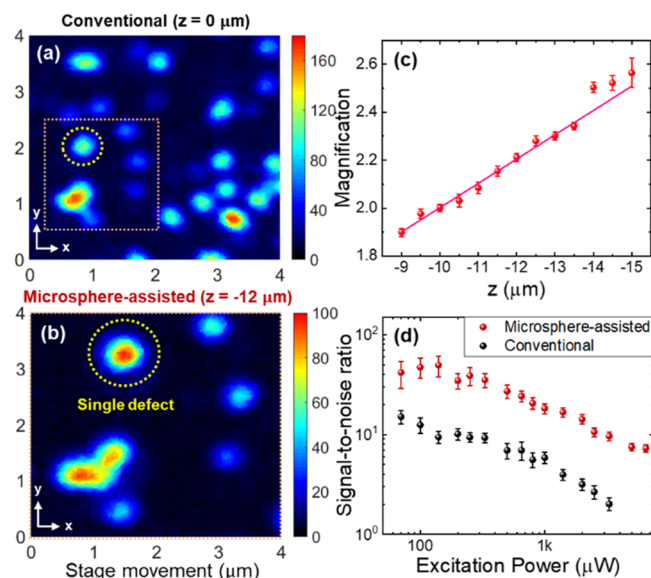 Conventional (z = 0 μm)
(a)
4
3
2
1
0
y
x
0 1 2 3 4
160
120
80
40
0
Microsphere-assisted (z = -12 μm)
(b)
Single defect
4
3
2
1
0
y
x
0 1 2 3 4
Stage movement (μm)
100
80
60
40
20
0
(c)
Magnification
2.6
2.4
2.2
2.0
1.8
-9 -10 -11 -12 -13 -14 -15
z (μm)
(d)
Microsphere-assisted
Conventional
Signal-to-noise ratio
10²
10¹
10⁰
100 1k
Excitation Power (μW)